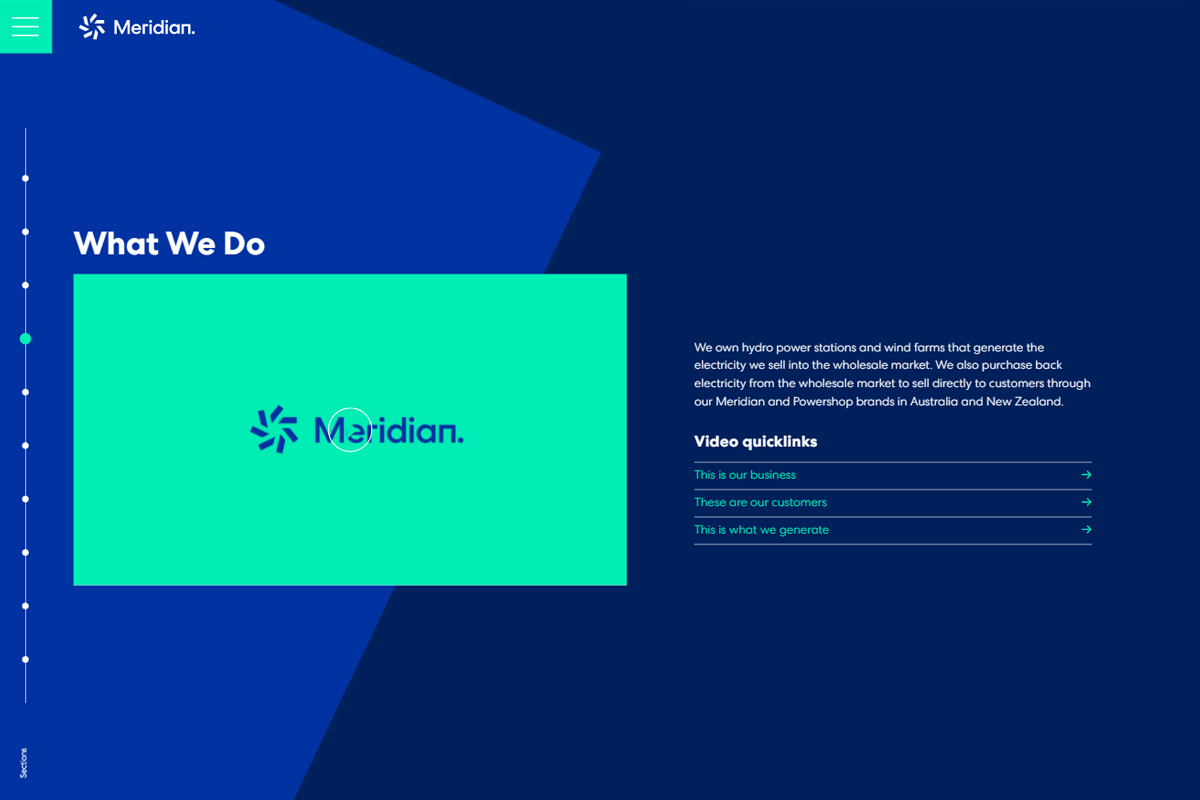 Meridian.
What We Do
Meridian.
We own hydro power stations and wind farms that generate the
electricity we sell into the wholesale market. We also purchase back
electricity from the wholesale market to sell directly to customers through
our Meridian and Powershop brands in Australia and New Zealand.
Video quicklinks
This is our business
These are our customers
This is what we generate
Sections